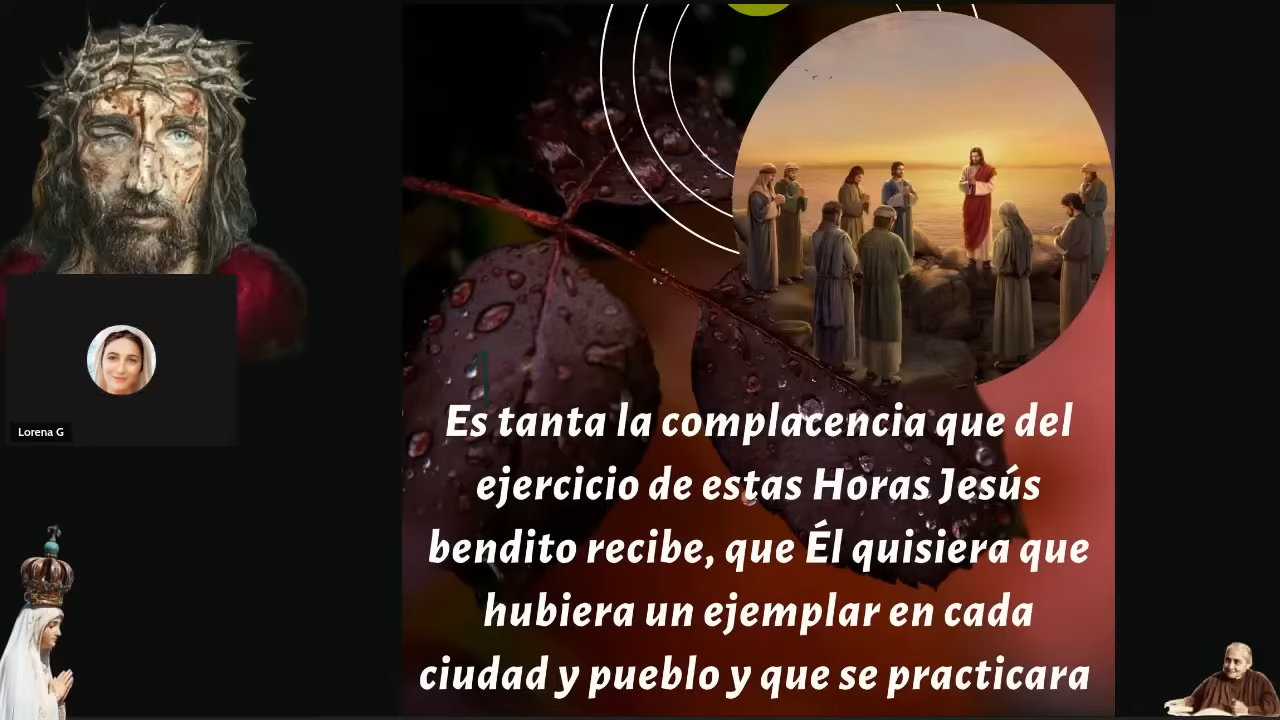 Lorena G
Es tanta la complacencia que del
ejercicio de estas Horas Jesús
bendito recibe, que Él quisiera que
hubiera un ejemplar en cada
ciudad y pueblo y que se practicara